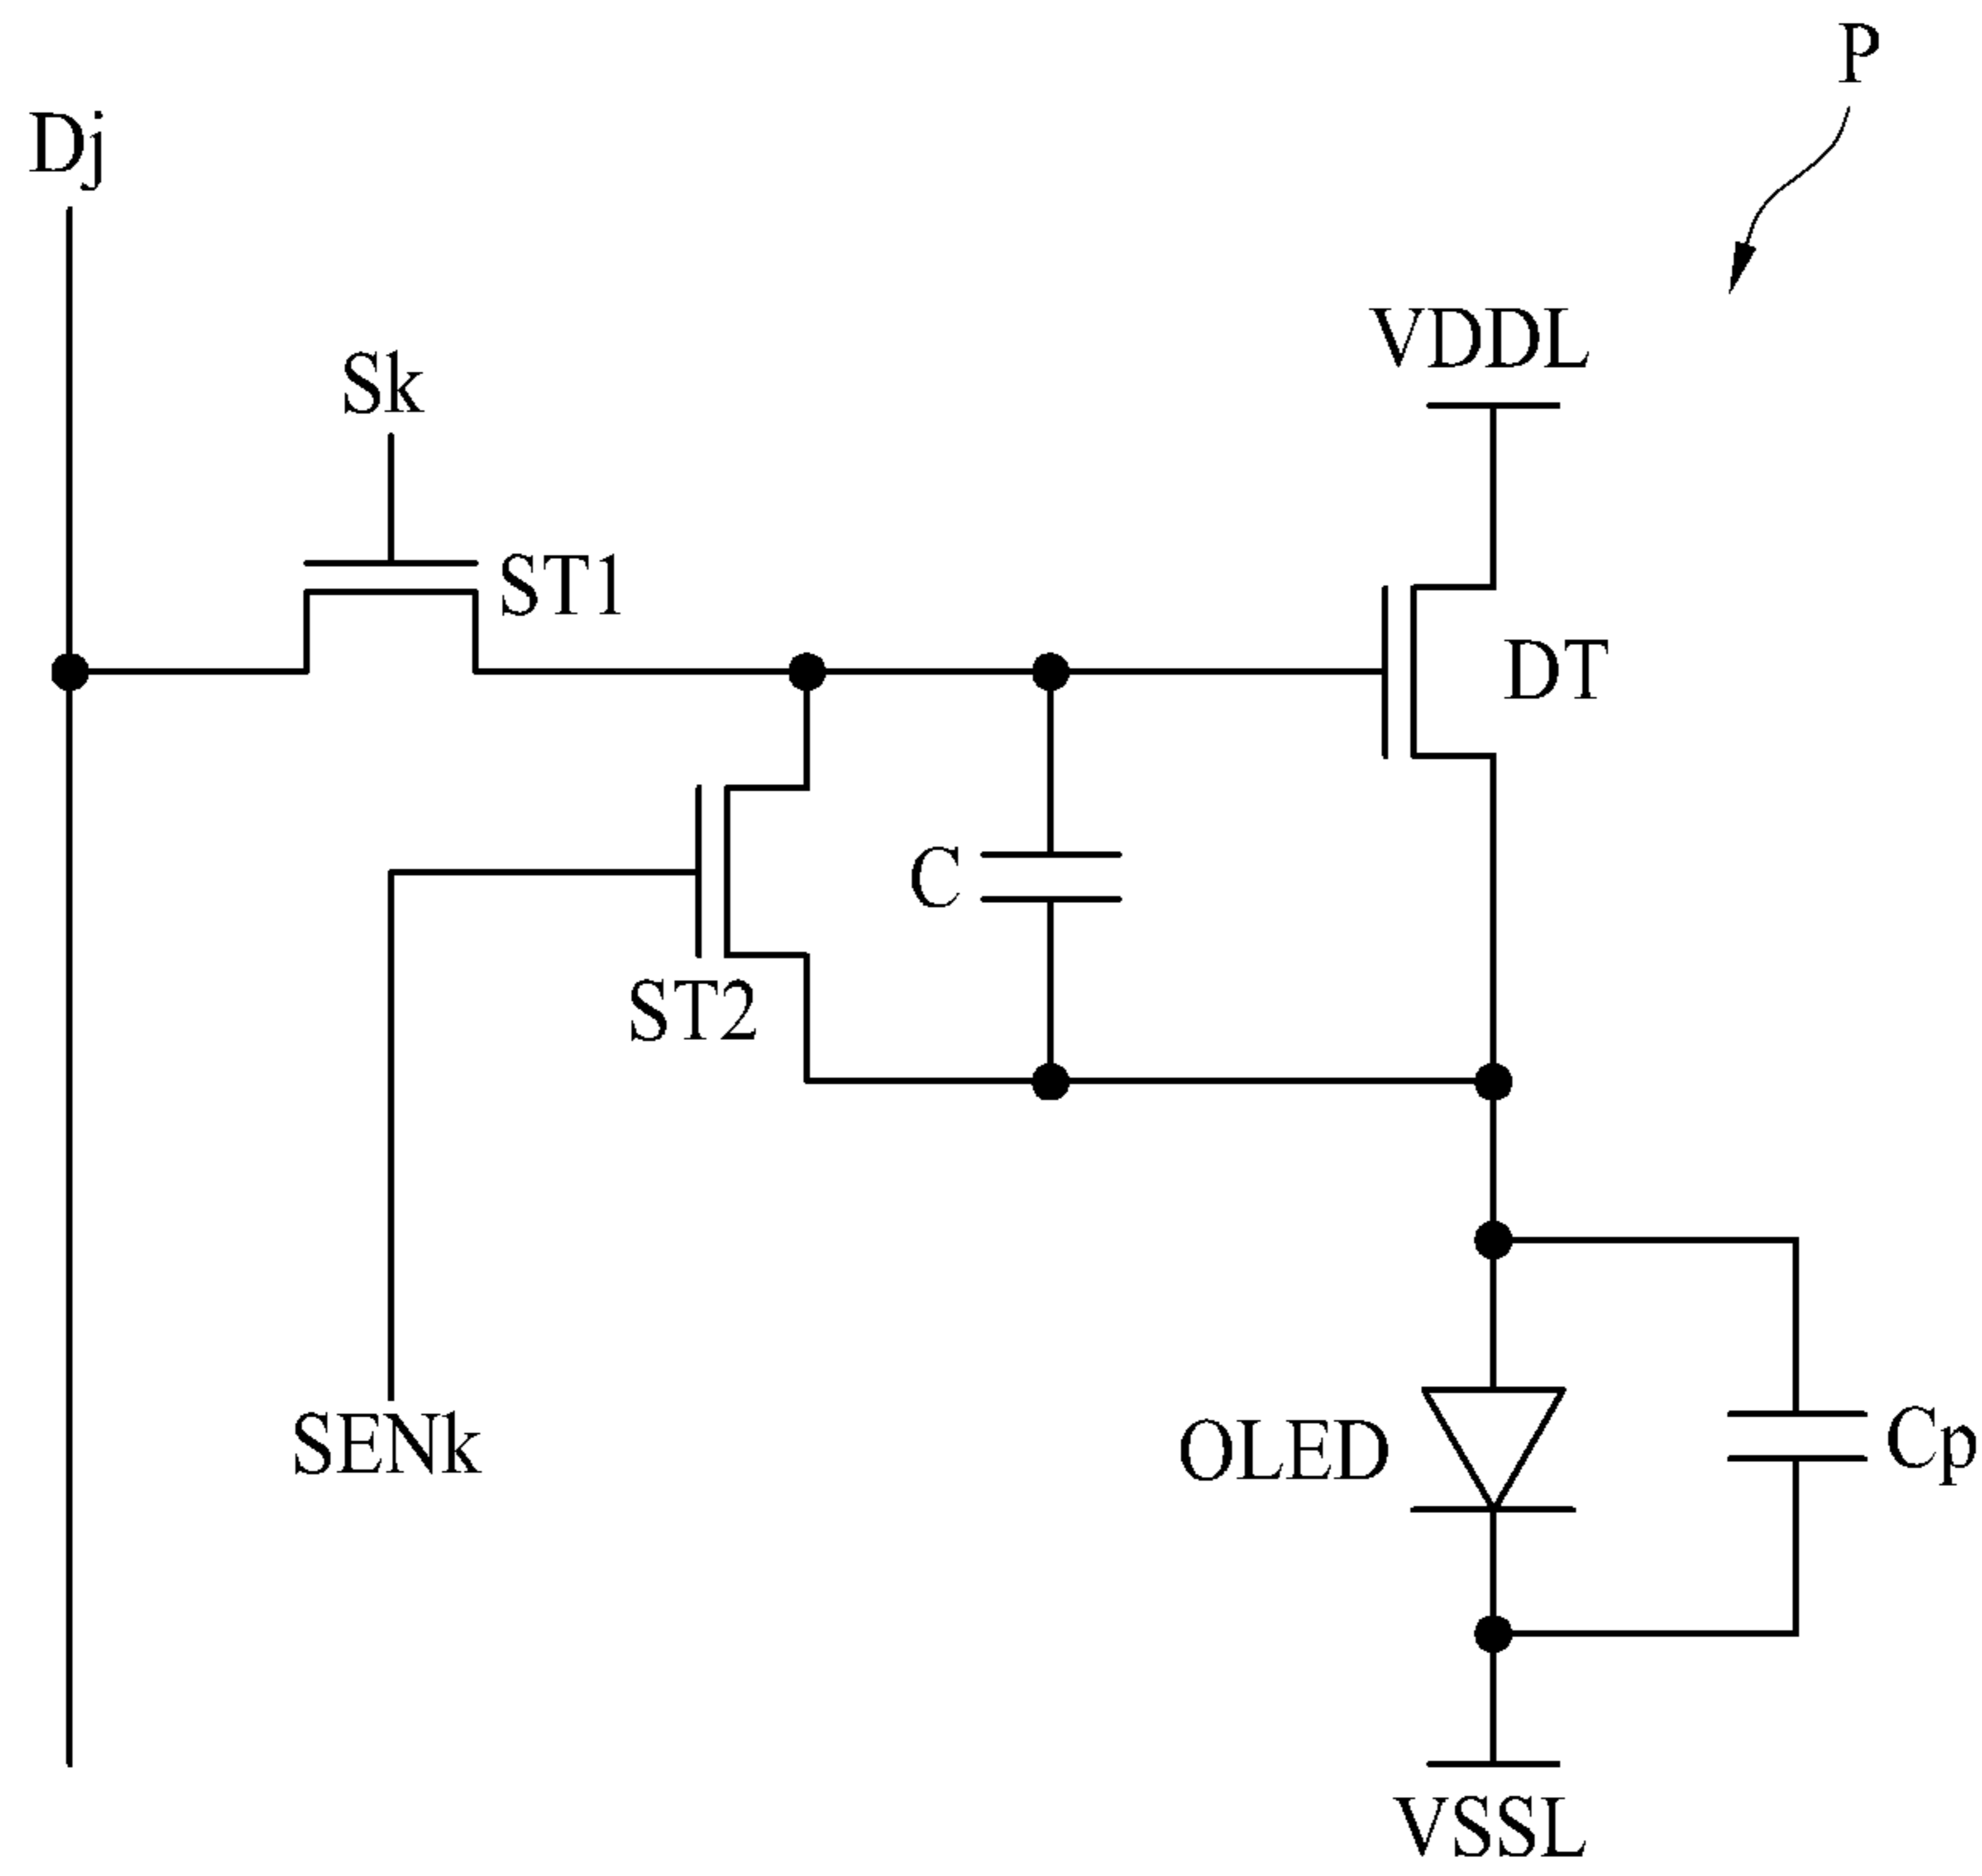 P
Dj
VDDL
Sk
ST1
DT
C
ST2
SENk
OLED
Cp
VSSL